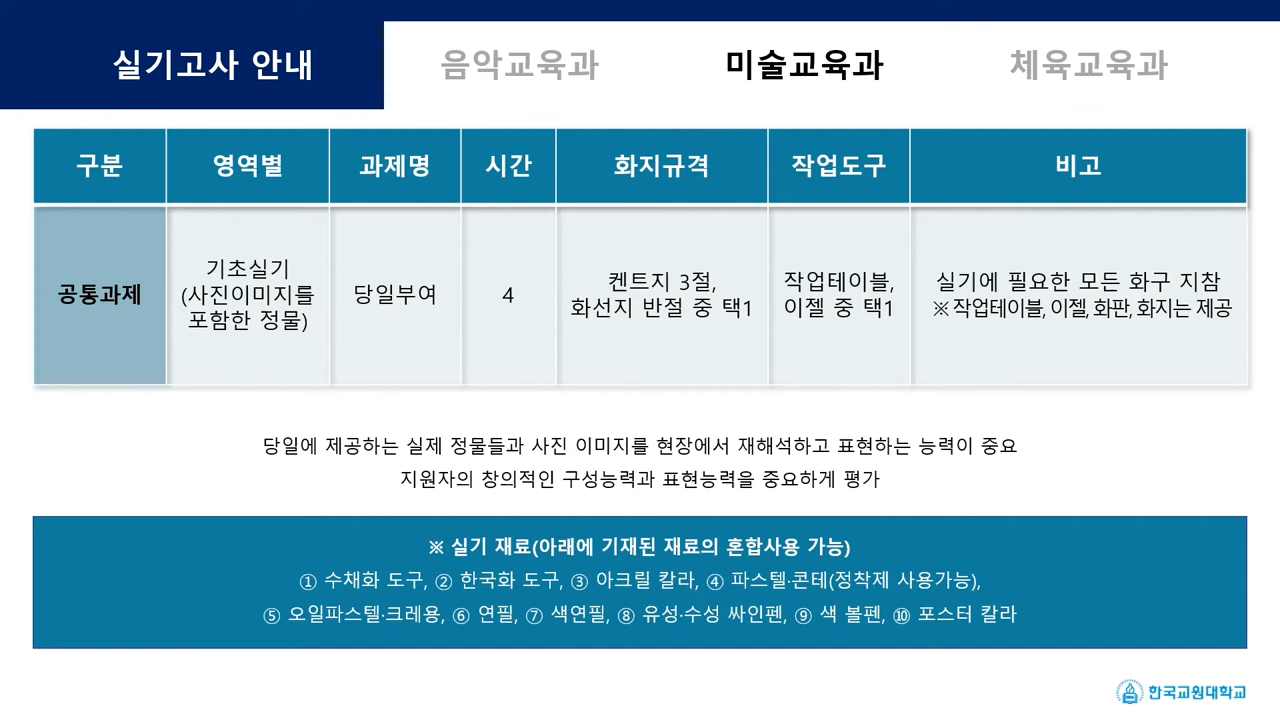 실기고사 안내
음악교육과
미술교육과
체육교육과
구분
영역별
과제명
시간
화지규격
작업도구
비고
공통과제
기초실기
(사진이미지를
포함한 정물)
당일부여
4
켄트지 3절,
화선지 반절 중 택1
작업테이블,
이젤 중 택1
실기에 필요한 모든 화구 지참
※ 작업테이블, 이젤, 화판, 화지는 제공
당일에 제공하는 실제 정물들과 사진 이미지를 현장에서 재해석하고 표현하는 능력이 중요
지원자의 창의적인 구성능력과 표현능력을 중요하게 평가
※ 실기 재료(아래에 기재된 재료의 혼합사용 가능)
① 수채화 도구, ② 한국화 도구, ③ 아크릴 칼라, ④ 파스텔·콘테(정착제 사용가능),
⑤ 오일파스텔·크레용, ⑥ 연필, ⑦ 색연필, ⑧ 유성·수성 싸인펜, ⑨ 색 볼펜, ⑩ 포스터 칼라
한국교원대학교